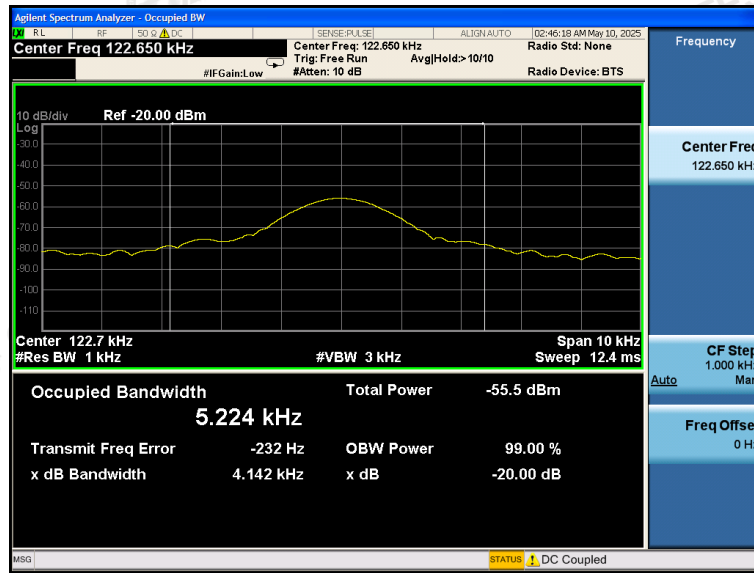 Agilent Spectrum Analyzer - Occupied BW
RL RF 50 Ω DC SENSE:PULSE ALIGN AUTO 02:46:18 AM May 10, 2025
Center Freq 122.650 kHz
Center Freq: 122.650 kHz Radio Std: None
Trig: Free Run Avg|Hold:>10/10
#IFGain:Low #Atten: 10 dB Radio Device: BTS
Frequency
10 dB/div Ref -20.00 dBm
Log
-30.0
-40.0
-50.0
-60.0
-70.0
-80.0
-90.0
-100
-110
Center Freq
122.650 kHz
Center 122.7 kHz Span 10 kHz
#Res BW 1 kHz #VBW 3 kHz Sweep 12.4 ms
CF Step
1.000 kHz
Auto Man
Occupied Bandwidth Total Power -55.5 dBm
5.224 kHz
Transmit Freq Error -232 Hz OBW Power 99.00 %
x dB Bandwidth 4.142 kHz x dB -20.00 dB
Freq Offset
0 Hz
MSG STATUS DC Coupled